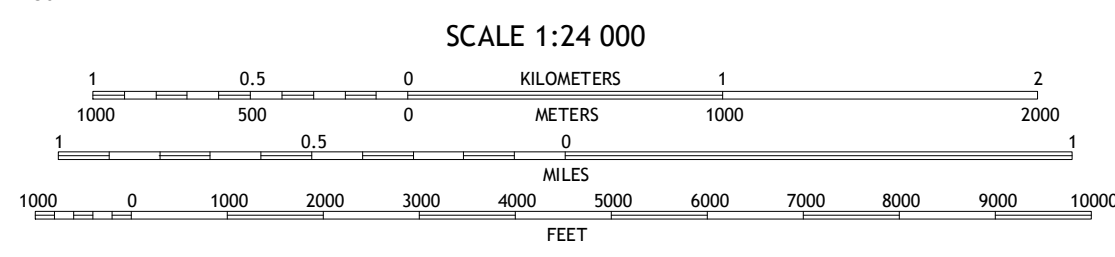 SCALE 1:24 000
1 0.5 0 KILOMETERS 1 2
1000 500 0 METERS 1000 2000
1 0.5 0 1
MILES
1000 0 1000 2000 3000 4000 5000 6000 7000 8000 9000 10000
FEET